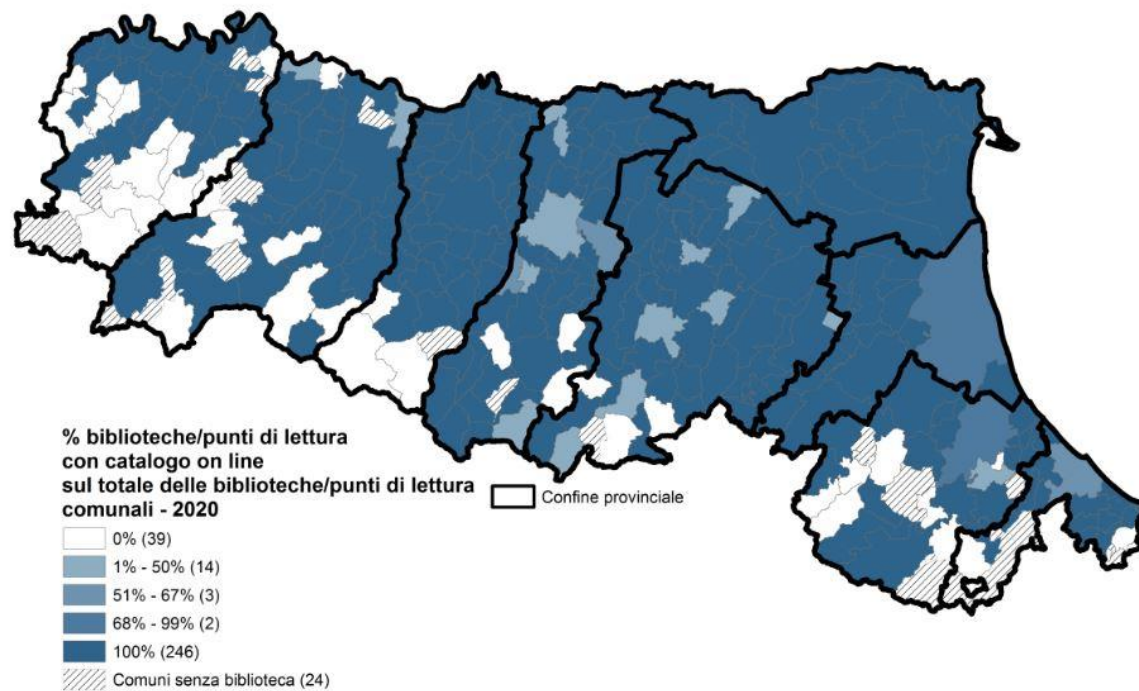 % biblioteche/punti di lettura
con catalogo on line
sul totale delle biblioteche/punti di lettura
comunali - 2020
Confine provinciale
0% (39)
1% - 50% (14)
51% - 67% (3)
68% - 99% (2)
100% (246)
Comuni senza biblioteca (24)